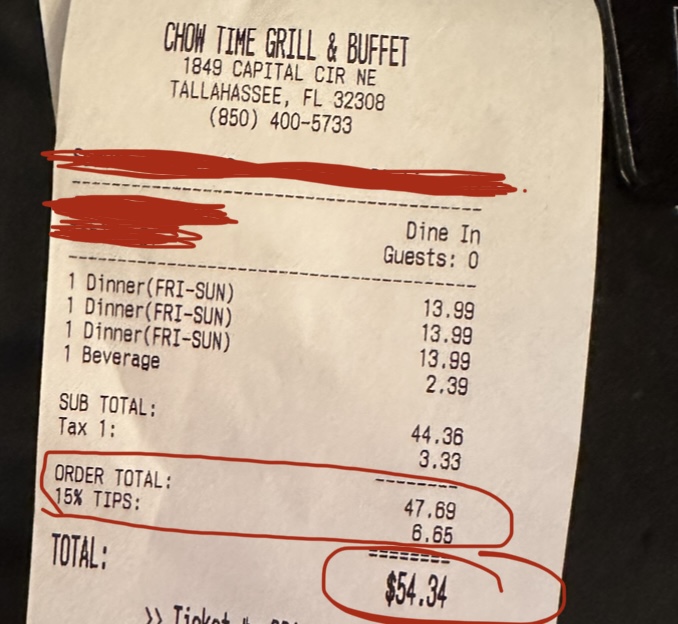 CHOW TIME GRILL & BUFFET
1849 CAPITAL CIR NE
TALLAHASSEE, FL 32308
(850) 400-5733
Dine In
Guests: 0
1 Dinner(FRI-SUN) 13.99
1 Dinner(FRI-SUN) 13.99
1 Dinner(FRI-SUN) 13.99
1 Beverage 2.39
SUB TOTAL: 44.36
Tax 1: 3.33
ORDER TOTAL: 47.69
15% TIPS: 6.65
TOTAL: $54.34
>> Ticket